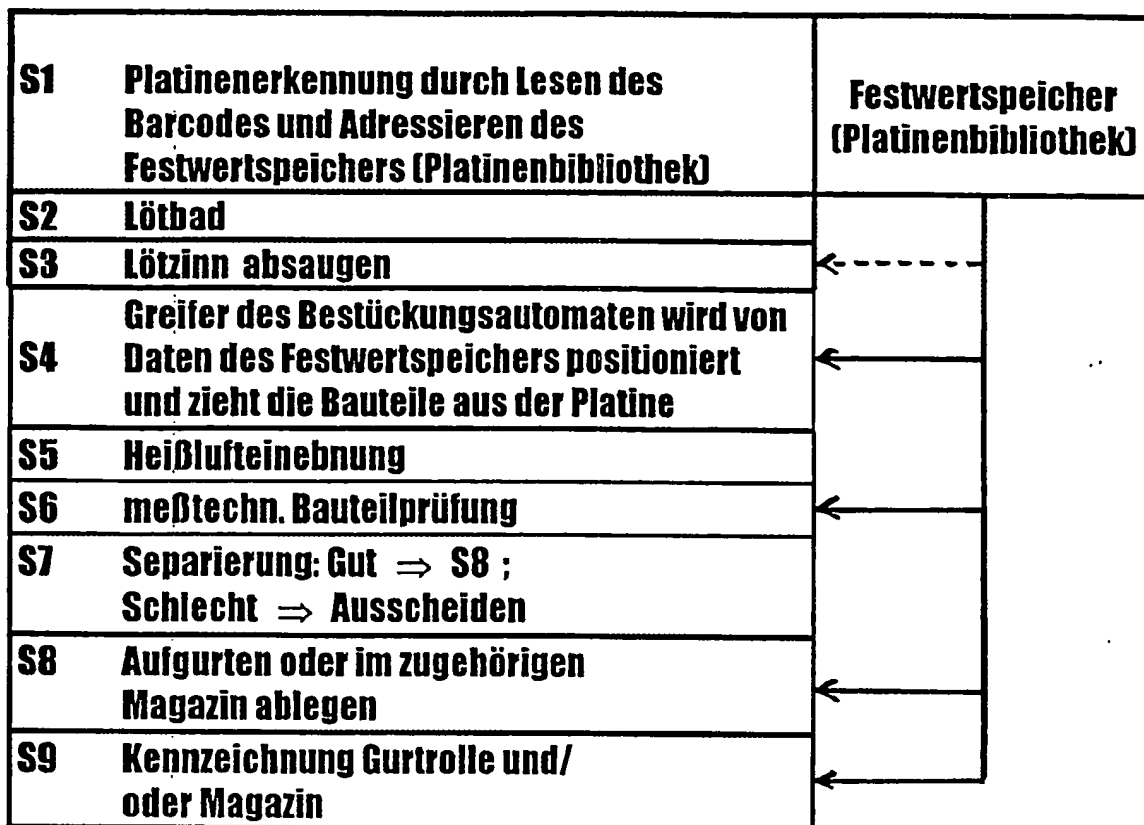 S1 Platinenerkennung durch Lesen des
Barcodes und Adressieren des
Festwertspeichers (Platinenbibliothek)
Festwertspeicher
(Platinenbibliothek)
S2 Lötbad
S3 Lötzinn absaugen
Greifer des Bestückungsautomaten wird von
S4 Daten des Festwertspeichers positioniert
und zieht die Bauteile aus der Platine
S5 Heißlufteinebnung
S6 meßtechn. Bauteilprüfung
S7 Separierung: Gut ⇒ S8 ;
Schlecht ⇒ Ausscheiden
S8 Aufgurten oder im zugehörigen
Magazin ablegen
S9 Kennzeichnung Gurtrolle und/
oder Magazin